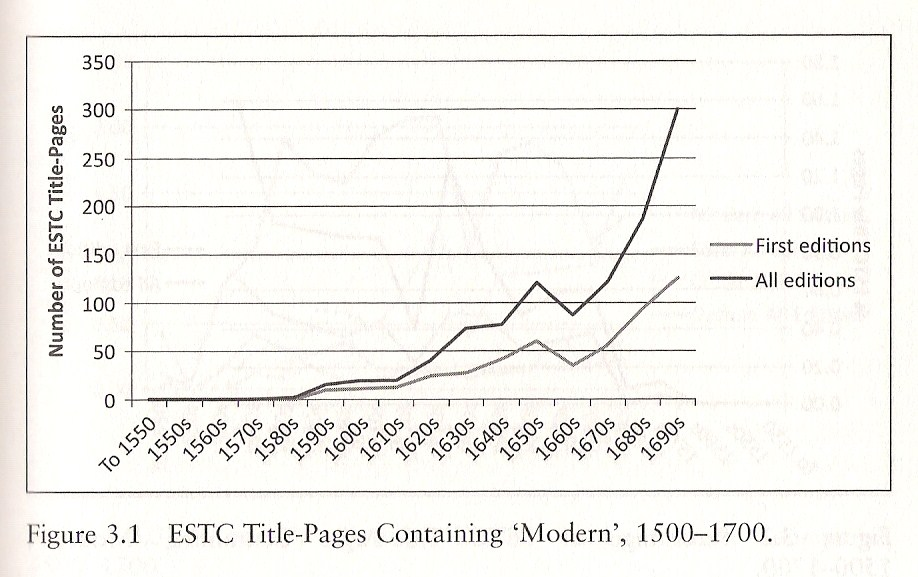 350
300
250
200
150
100
50
0
Number of ESTC Title-Pages
To 1550
1550s
1560s
1570s
1580s
1590s
1600s
1610s
1620s
1630s
1640s
1650s
1660s
1670s
1680s
1690s
First editions
All editions
Figure 3.1 ESTC Title-Pages Containing ‘Modern’, 1500–1700.